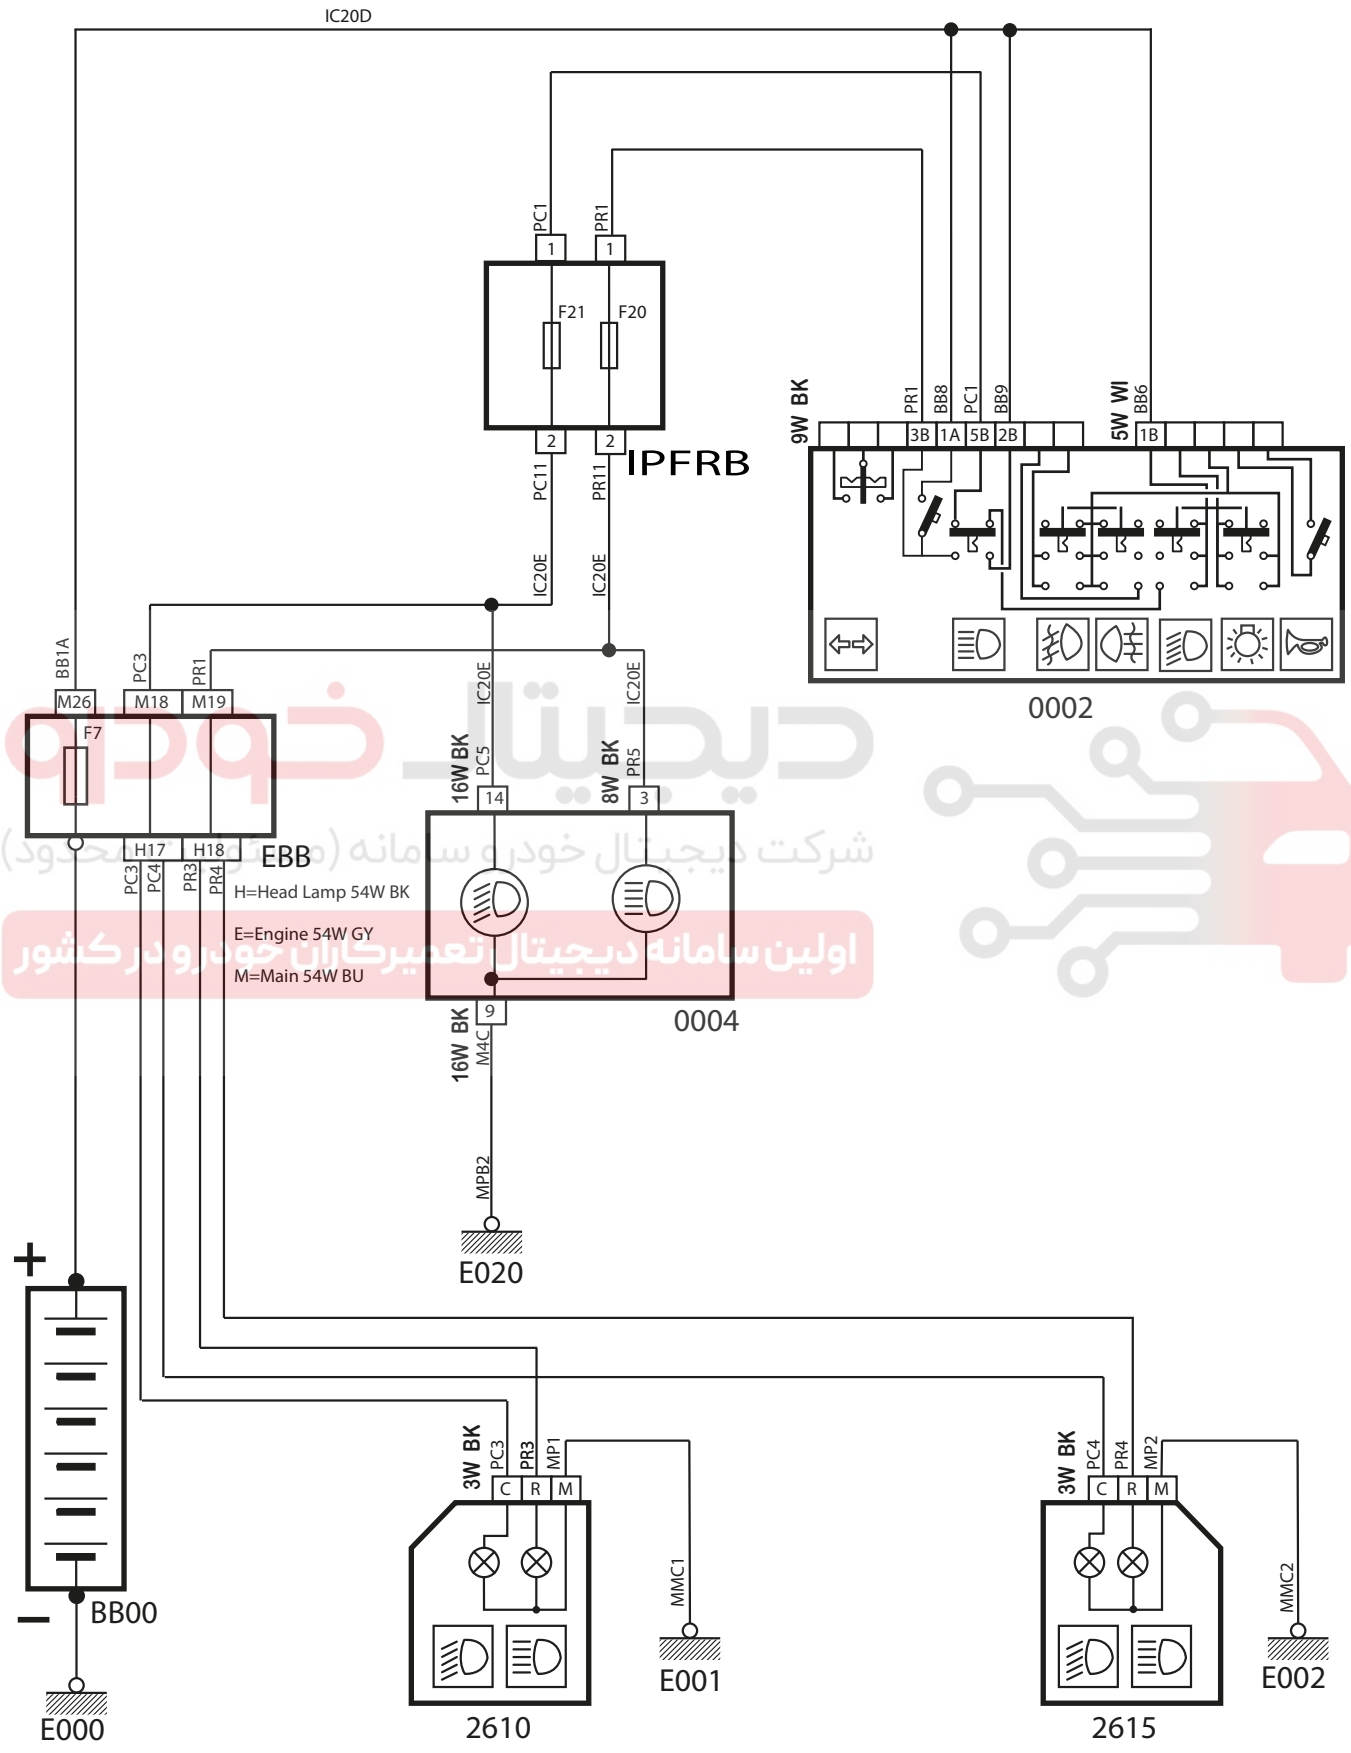 IC20D
PC1
PR1
1
1
F21
F20
2
2
IPFRB
PC11
PR11
IC20E
IC20E
9W BK
PR1
BB8
PC1
BB9
5W WI
BB6
3B
1A
5B
2B
1B
0002
BB1A
PC3
PR1
M26
M18
M19
F7
IC20E
IC20E
16W BK
PC5
8W BK
PR5
14
3
دیجیتال خودرو
شرکت دیجیتال خودرو سامانه (مسئولیت محدود)
اولین سامانه دیجیتال تعمیرکاران خودرو در کشور
H17
H18
EBB
PC3
PC4
PR3
PR4
H=Head Lamp 54W BK
E=Engine 54W GY
M=Main 54W BU
9
0004
16W BK
M4C
MPB2
E020
+
−
BB00
E000
3W BK
PC3
PR3
MP1
C
R
M
MMC1
E001
2610
3W BK
PC4
PR4
MP2
C
R
M
MMC2
E002
2615